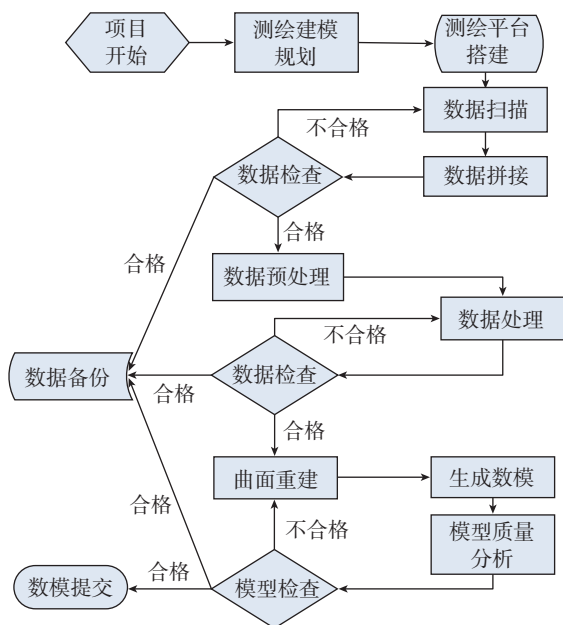 项目
开始
测绘建模
规划
测绘平台
搭建
数据扫描
不合格
数据检查
数据拼接
合格
合格
数据预处理
数据处理
不合格
数据备份
合格
数据检查
合格
曲面重建
生成数模
合格
不合格
模型质量
分析
数模提交
合格
模型检查